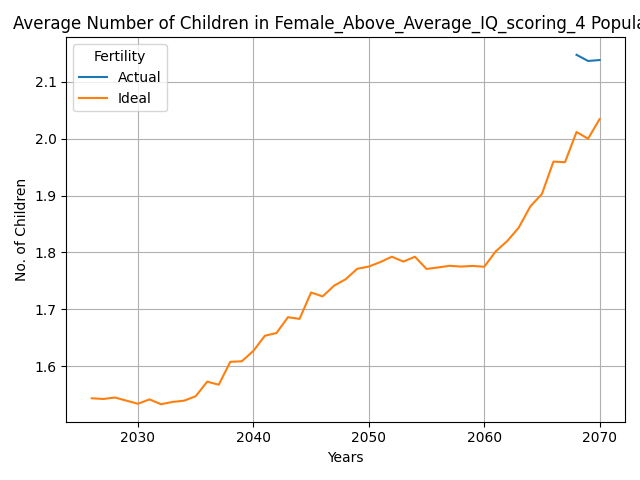 Average Number of Children in Female_Above_Average_IQ_scoring_4 Popula
Fertility
Actual
Ideal
No. of Children
2.1
2.0
1.9
1.8
1.7
1.6
2030 2040 2050 2060 2070
Years